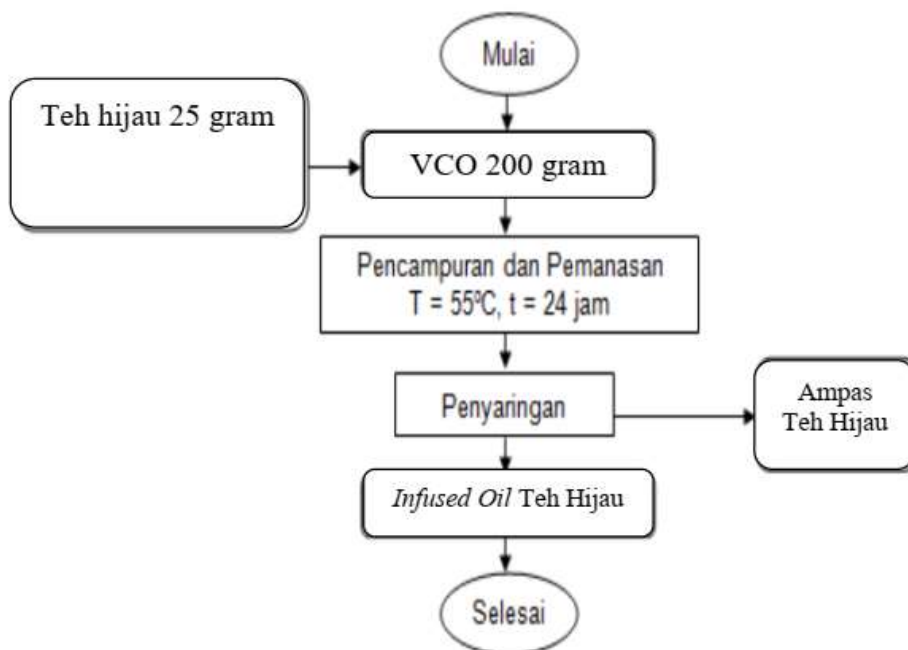 Mulai
Teh hijau 25 gram
VCO 200 gram
Pencampuran dan Pemanasan
T = 55ºC, t = 24 jam
Penyaringan
Ampas
Teh Hijau
Infused Oil Teh Hijau
Selesai